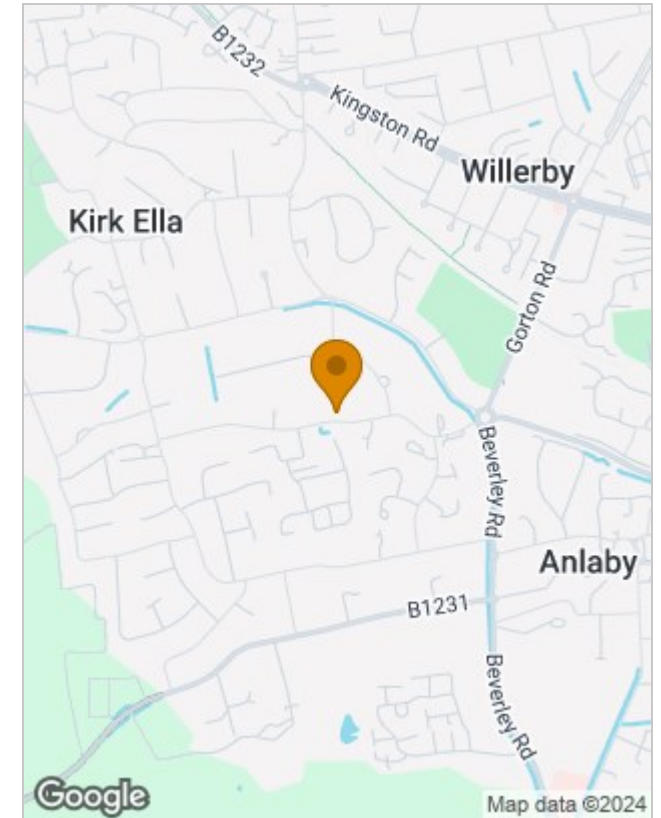 B1232
Kingston Rd
Willerby
Kirk Ella
Gorton Rd
Beverley Rd
Anlaby
B1231
Beverley Rd
Google
Map data ©2024